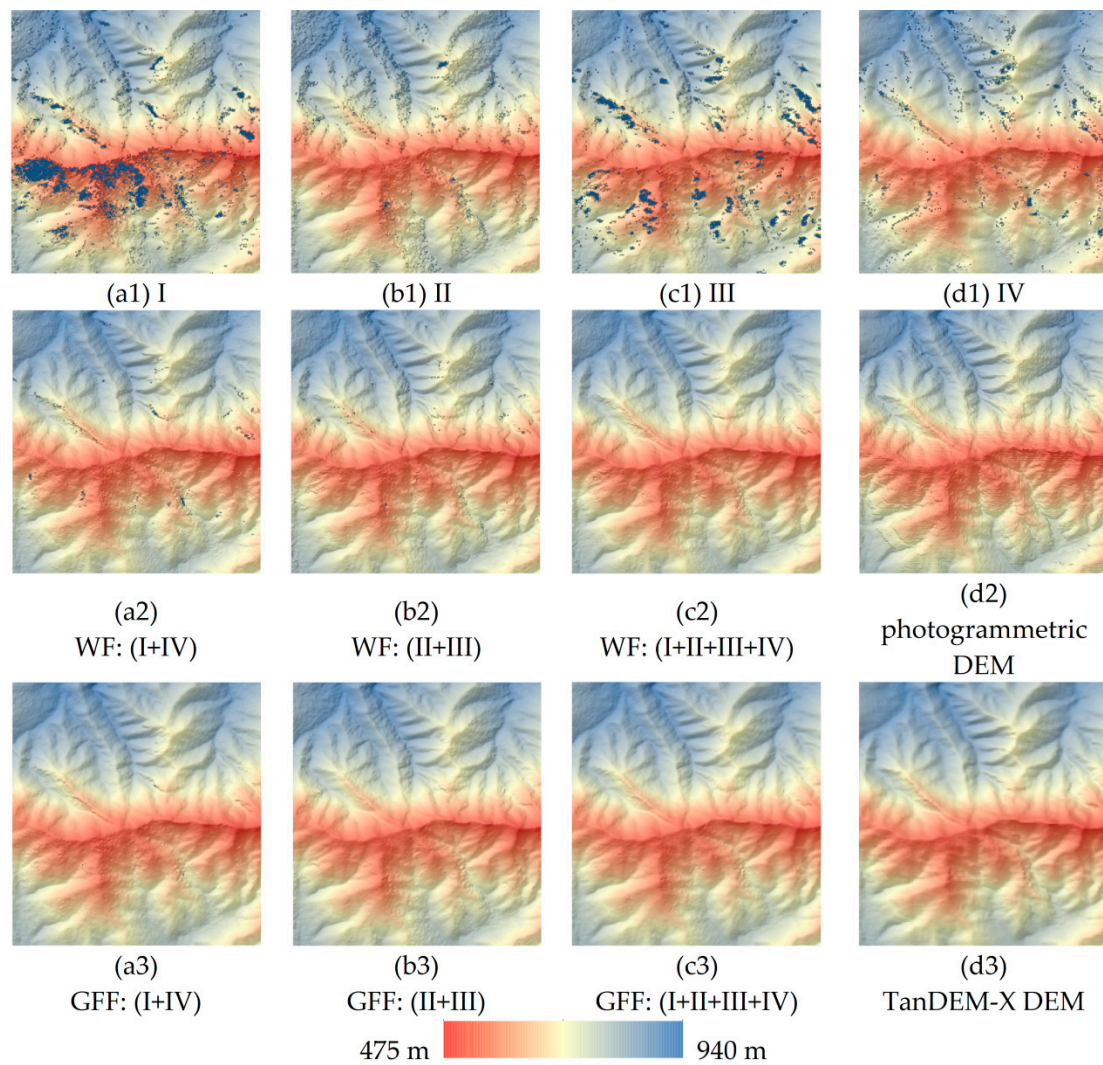 (a1) I
(b1) II
(c1) III
(d1) IV
(a2)
WF: (I+IV)
(b2)
WF: (II+III)
(c2)
WF: (I+II+III+IV)
(d2)
photogrammetric
DEM
(a3)
GFF: (I+IV)
(b3)
GFF: (II+III)
(c3)
GFF: (I+II+III+IV)
(d3)
TanDEM-X DEM
475 m
940 m